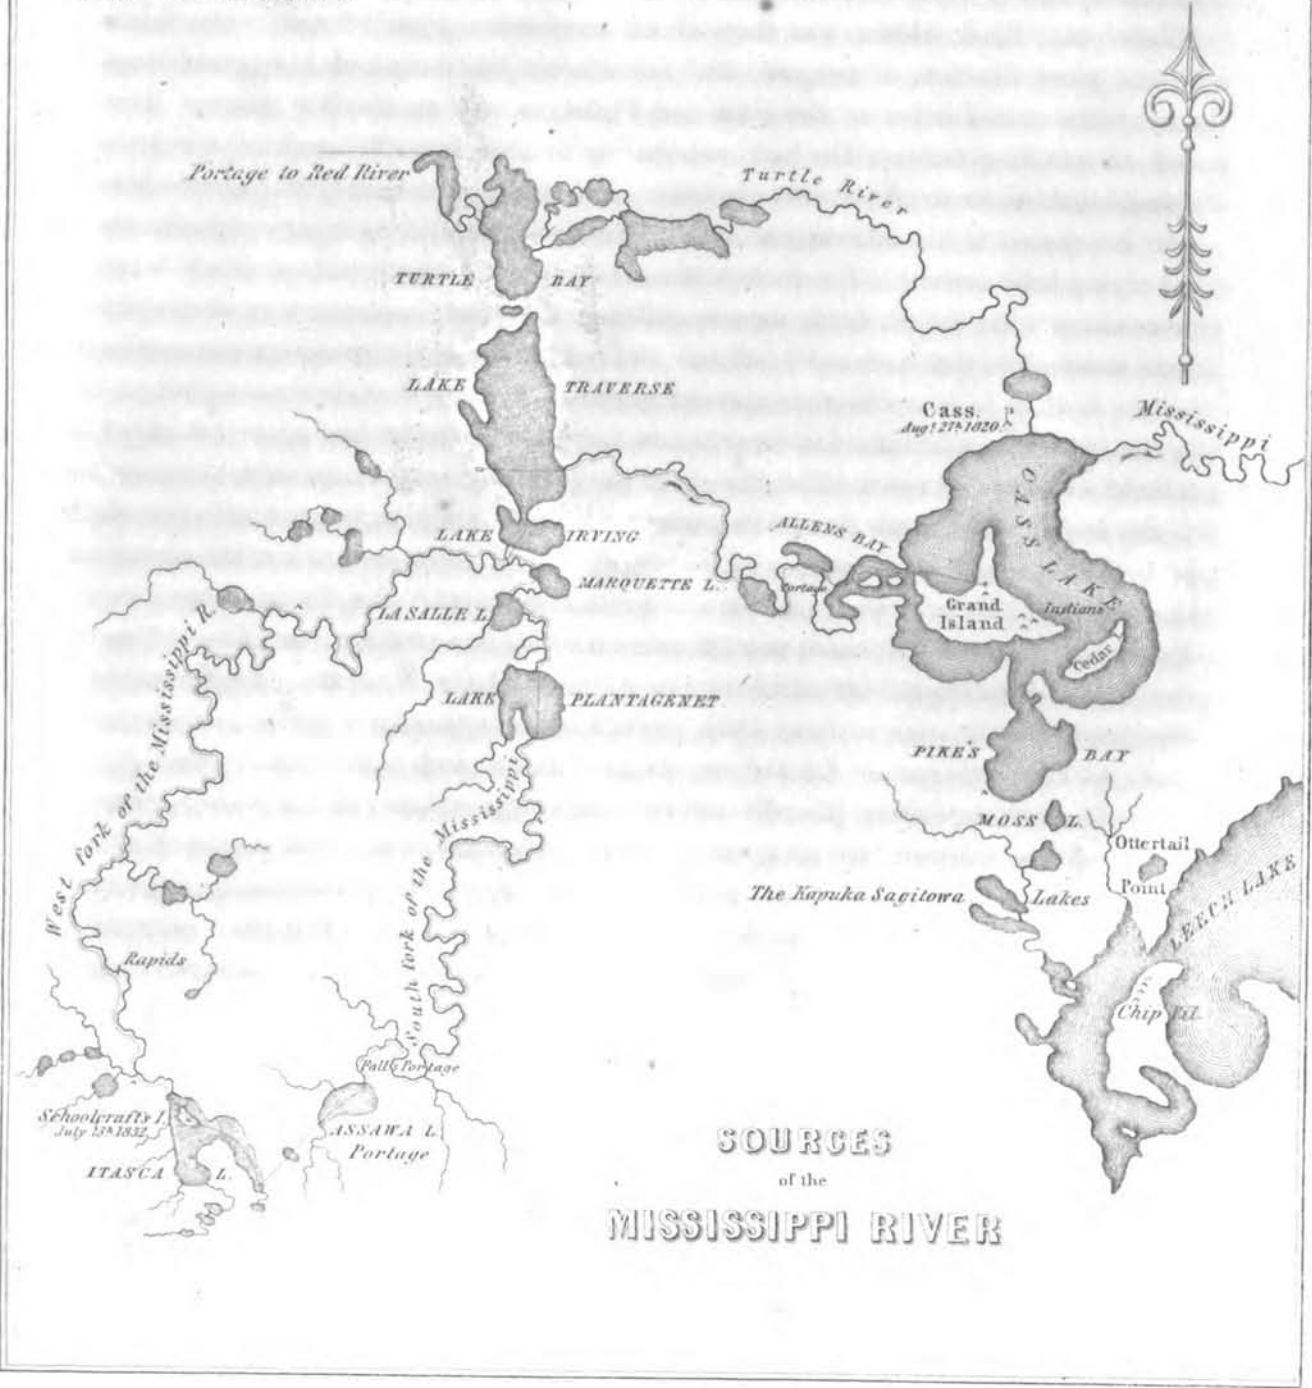 Portage to Red River
Turtle River
TURTLE BAY
LAKE TRAVERSE
Cass.
Augt. 27th 1820.
Mississippi
CASS LAKE
ALLENS BAY
LAKE IRVING
MARQUETTE L.
Portage
Grand
Island
Indians
LA SALLE L.
Cedar
LAKE PLANTAGENET
West fork of the Mississippi R.
PIKE'S BAY
South fork of the Mississippi
MOSS L.
Ottertail
Point
The Kapuka Sagitowa Lakes
LEECH LAKE
Rapids
Chip Isl.
Falls Portage
Schoolcrafts I.
July 13th 1832.
ASSAWA L.
Portage
ITASCA L.
SOURCES
of the
MISSISSIPPI RIVER